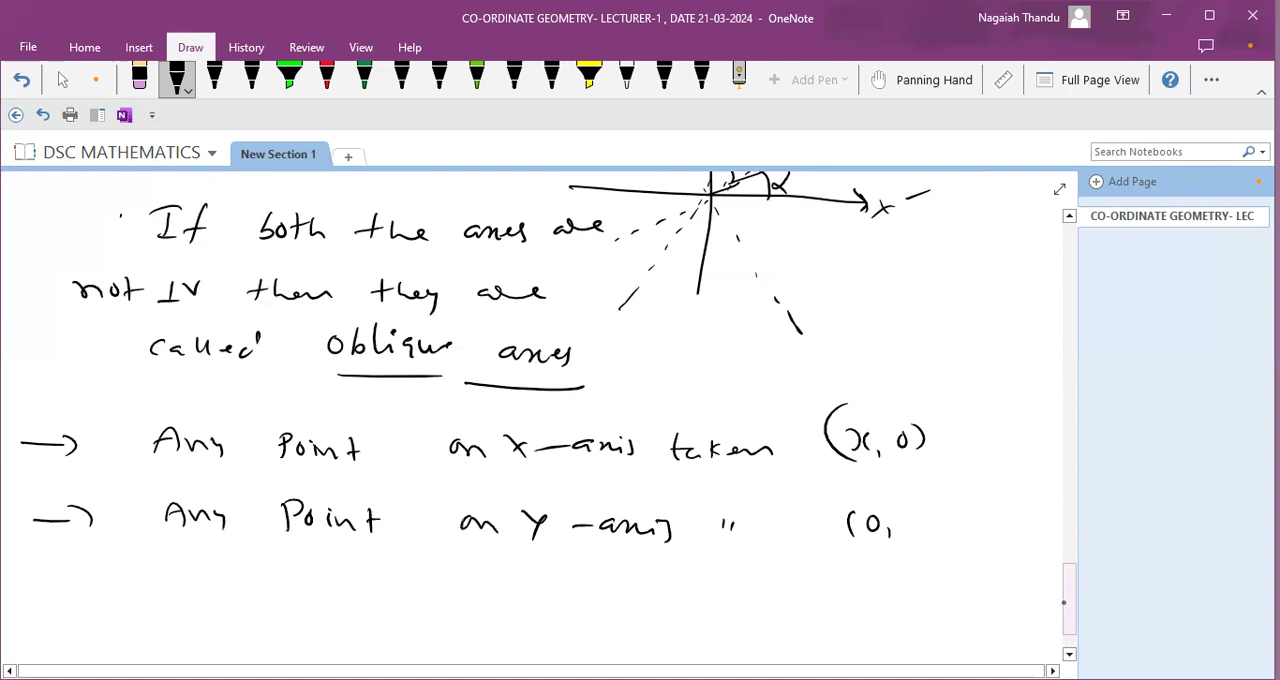 CO-ORDINATE GEOMETRY- LECTURER-1 , DATE 21-03-2024 - OneNote
Nagaiah Thandu
File Home Insert Draw History Review View Help
Add Pen Panning Hand Full Page View
DSC MATHEMATICS New Section 1
Search Notebooks
Add Page
CO-ORDINATE GEOMETRY- LEC
α
x
If both the axes are
not then they are
called oblique axes
→ Any Point on X-axis taken (x, 0)
→ Any Point on Y-axis " (0,